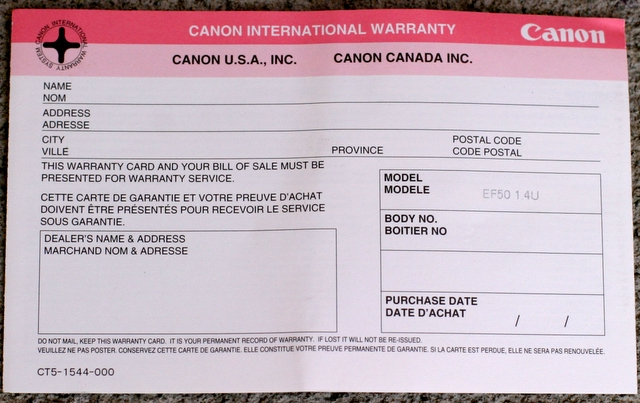 CANON INTERNATIONAL WARRANTY SYSTEM
CANON INTERNATIONAL WARRANTY
Canon
CANON U.S.A., INC. CANON CANADA INC.
NAME
NOM
ADDRESS
ADRESSE
CITY POSTAL CODE
VILLE PROVINCE CODE POSTAL
THIS WARRANTY CARD AND YOUR BILL OF SALE MUST BE
PRESENTED FOR WARRANTY SERVICE.
CETTE CARTE DE GARANTIE ET VOTRE PREUVE D'ACHAT
DOIVENT ÊTRE PRÉSENTÉS POUR RECEVOIR LE SERVICE
SOUS GARANTIE.
DEALER'S NAME & ADDRESS
MARCHAND NOM & ADRESSE
MODEL
MODELE EF50 1.4U
BODY NO.
BOITIER NO
PURCHASE DATE
DATE D'ACHAT / /
DO NOT MAIL, KEEP THIS WARRANTY CARD. IT IS YOUR PERMANENT RECORD OF WARRANTY. IF LOST IT WILL NOT BE RE-ISSUED.
VEUILLEZ NE PAS POSTER. CONSERVEZ CETTE CARTE DE GARANTIE. ELLE CONSTITUE VOTRE PREUVE PERMANENTE DE GARANTIE. SI LA CARTE EST PERDUE, ELLE NE SERA PAS RENOUVELÉE.
CT5-1544-000